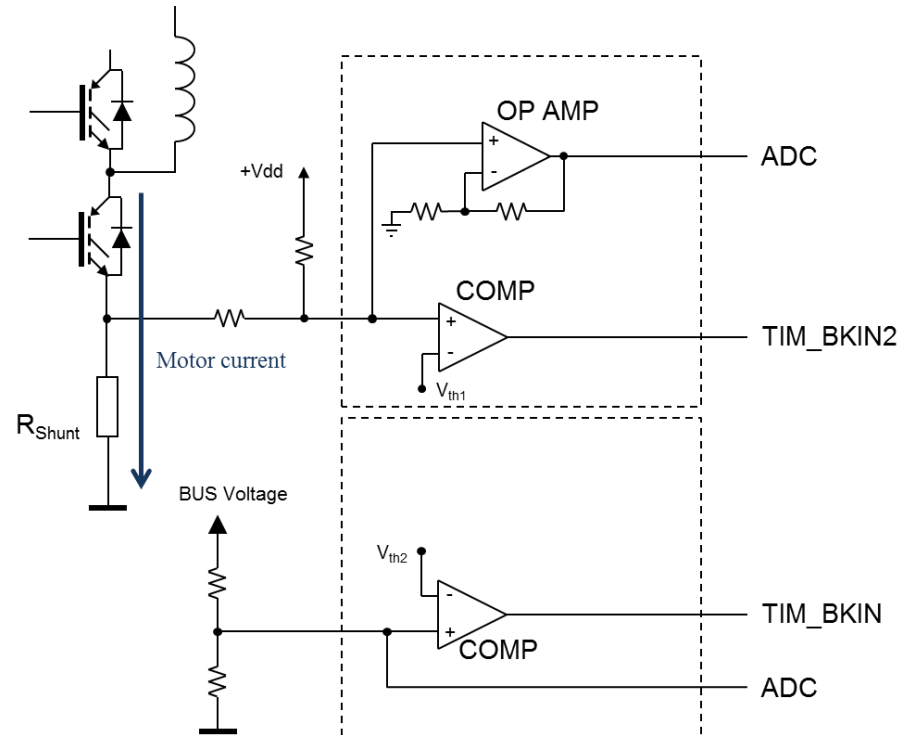 OP AMP
+
-
ADC
+Vdd
COMP
+
-
TIM_BKIN2
Vth1
Motor current
RShunt
BUS Voltage
Vth2
-
+
COMP
TIM_BKIN
ADC